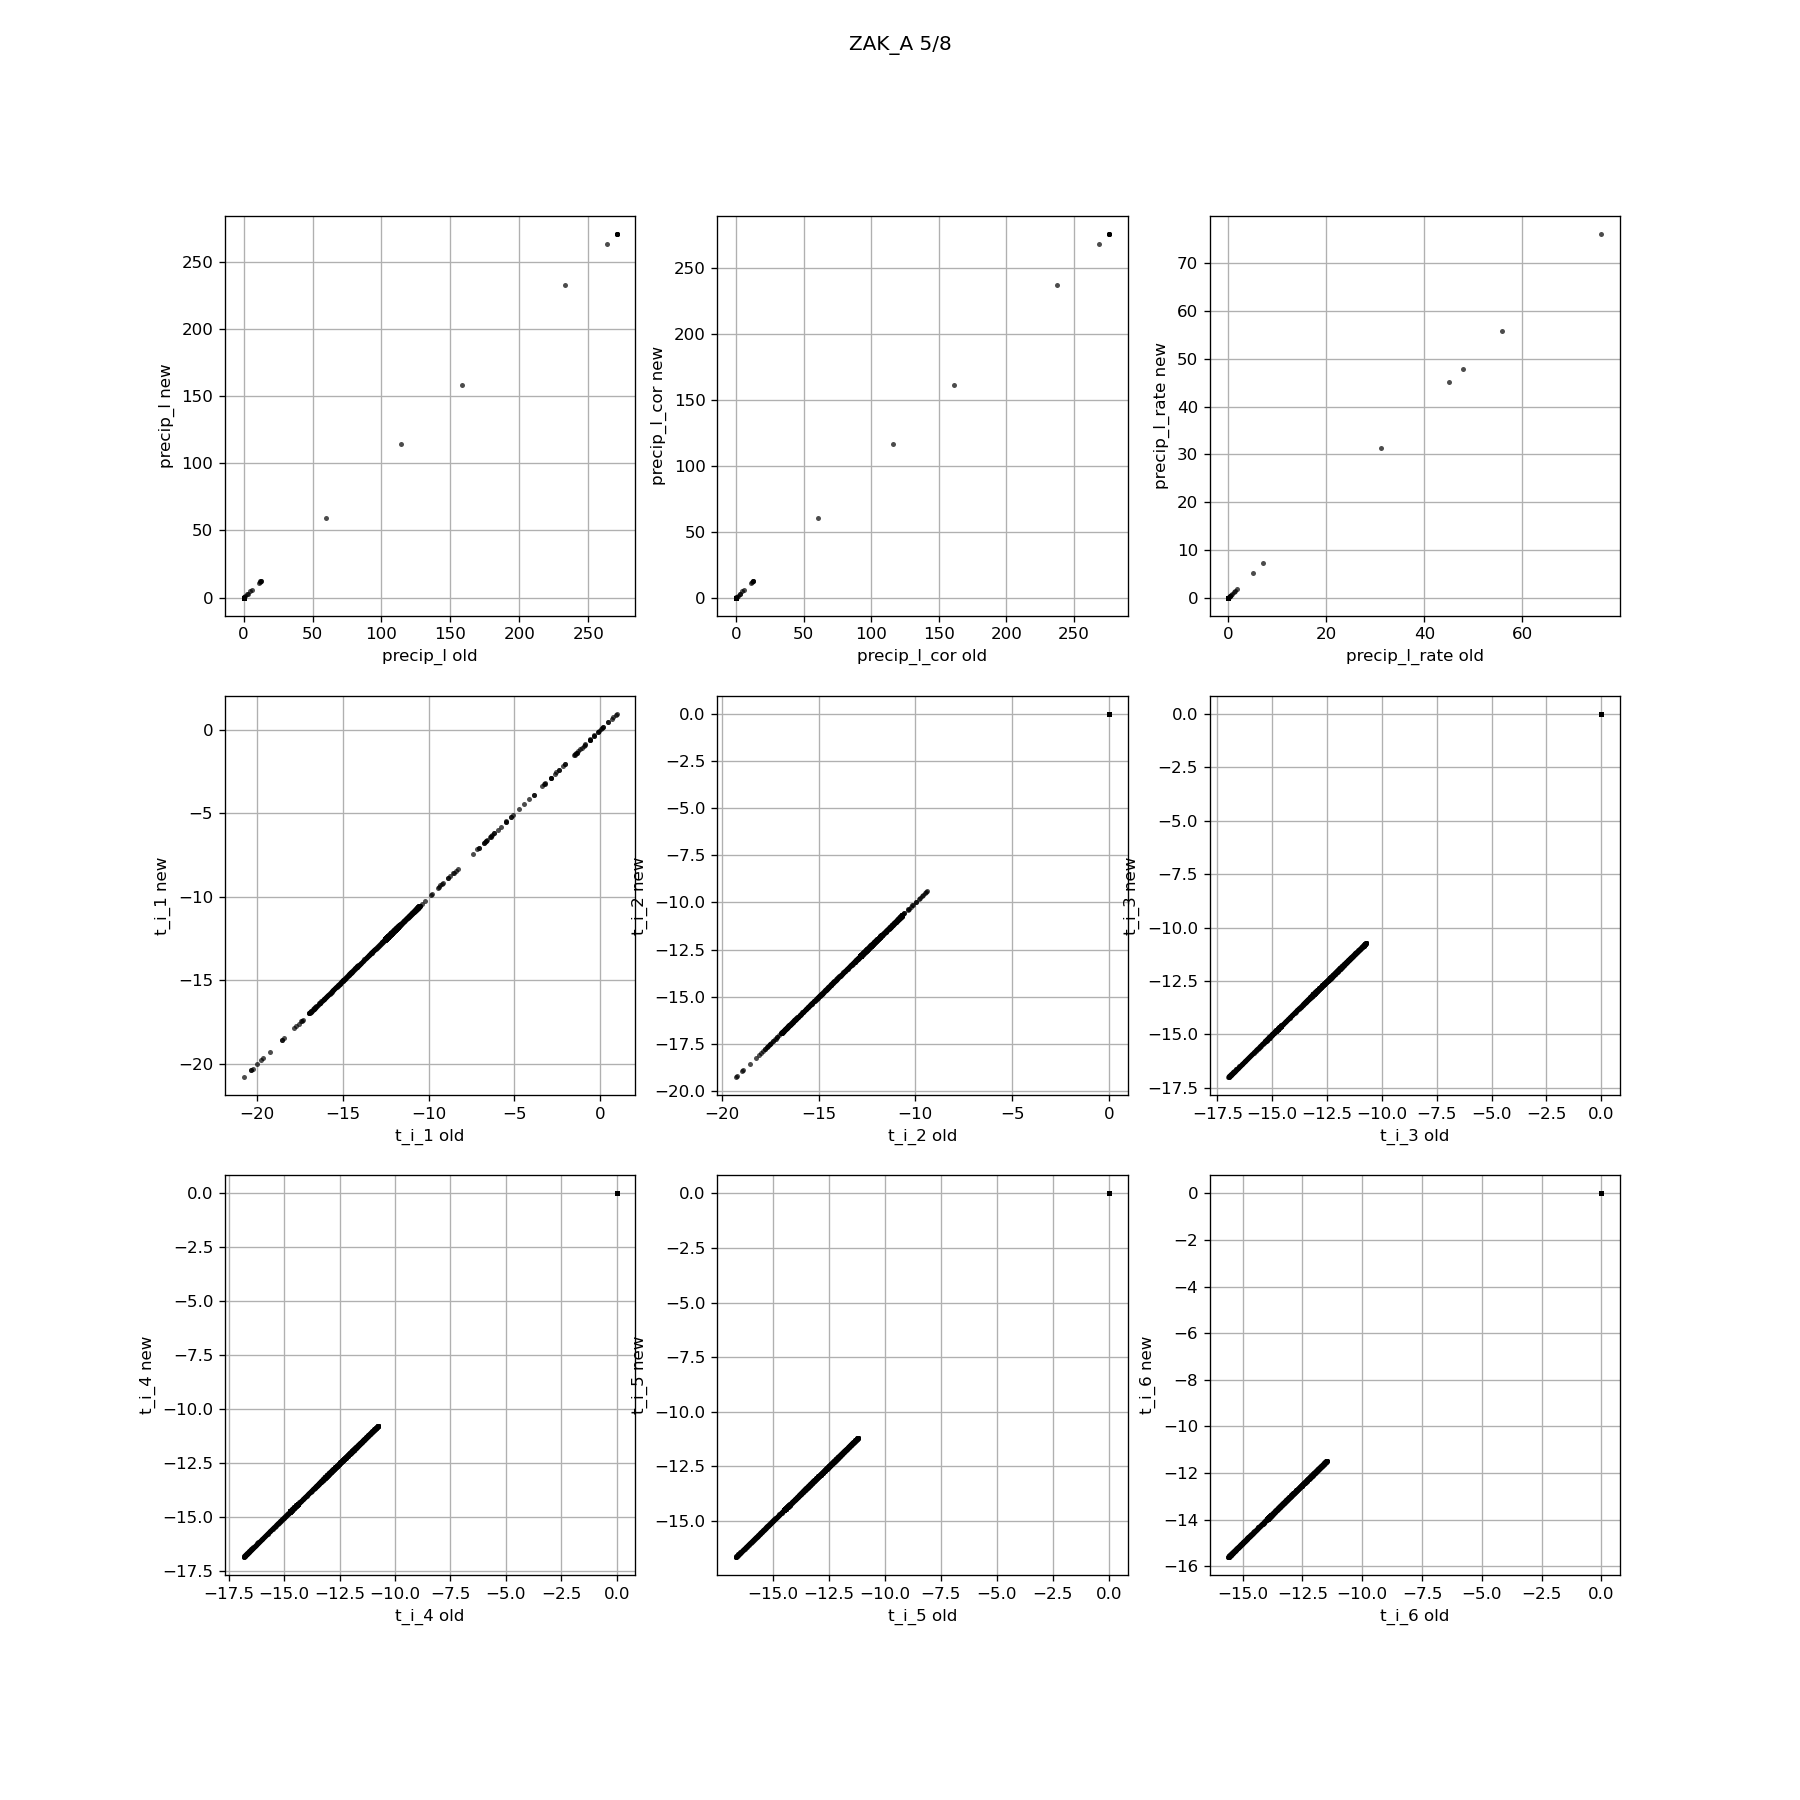 ZAK_A 5/8
precip_l new
250
200
150
100
50
0
0 50 100 150 200 250
precip_l old
precip_l_cor new
250
200
150
100
50
0
0 50 100 150 200 250
precip_l_cor old
precip_l_rate new
70
60
50
40
30
20
10
0
0 20 40 60
precip_l_rate old
t_i_1 new
0
−5
−10
−15
−20
−20 −15 −10 −5 0
t_i_1 old
t_i_2 new
0.0
−2.5
−5.0
−7.5
−10.0
−12.5
−15.0
−17.5
−20.0
−20 −15 −10 −5 0
t_i_2 old
t_i_3 new
0.0
−2.5
−5.0
−7.5
−10.0
−12.5
−15.0
−17.5
−17.5 −15.0 −12.5 −10.0 −7.5 −5.0 −2.5 0.0
t_i_3 old
t_i_4 new
0.0
−2.5
−5.0
−7.5
−10.0
−12.5
−15.0
−17.5
−17.5 −15.0 −12.5 −10.0 −7.5 −5.0 −2.5 0.0
t_i_4 old
t_i_5 new
0.0
−2.5
−5.0
−7.5
−10.0
−12.5
−15.0
−15.0 −12.5 −10.0 −7.5 −5.0 −2.5 0.0
t_i_5 old
t_i_6 new
0
−2
−4
−6
−8
−10
−12
−14
−16
−15.0 −12.5 −10.0 −7.5 −5.0 −2.5 0.0
t_i_6 old